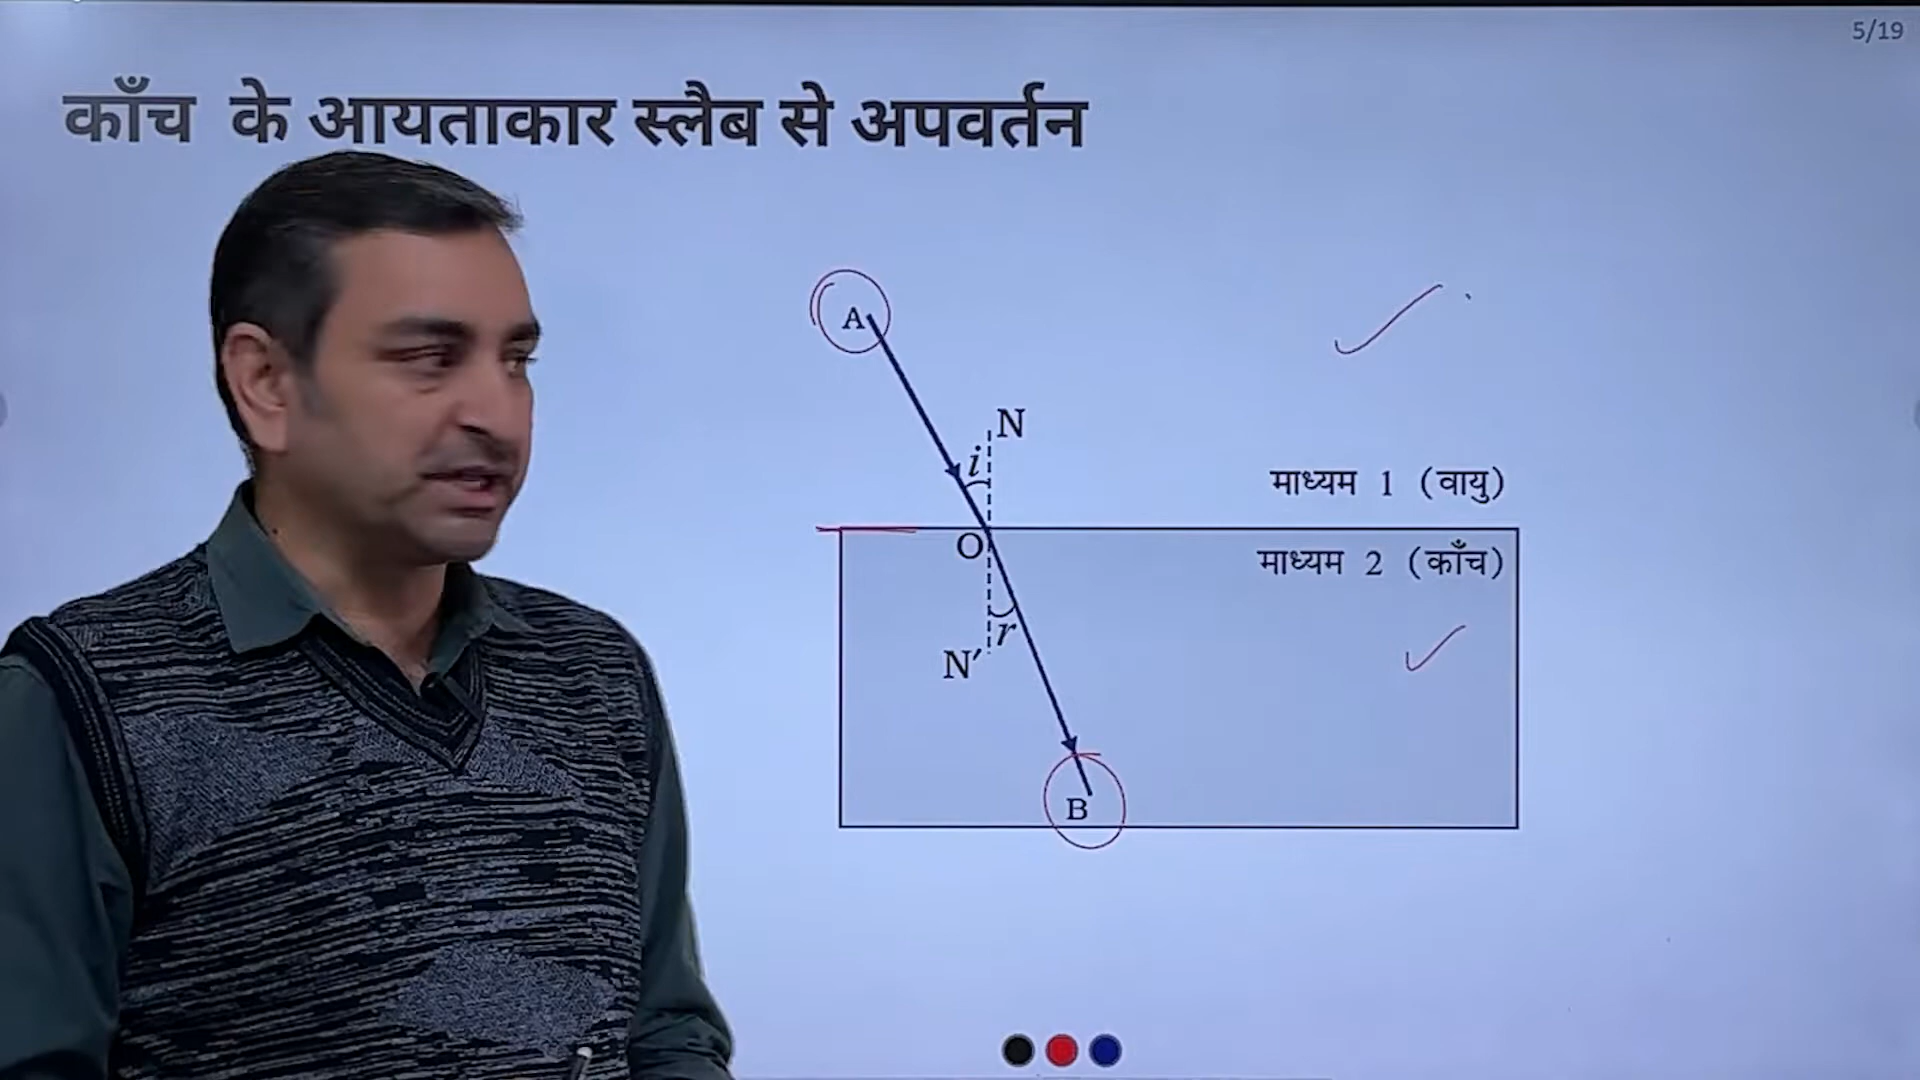 5/19
काँच के आयताकार स्लैब से अपवर्तन
A
N
i
माध्यम 1 (वायु)
O
माध्यम 2 (काँच)
r
N′
B